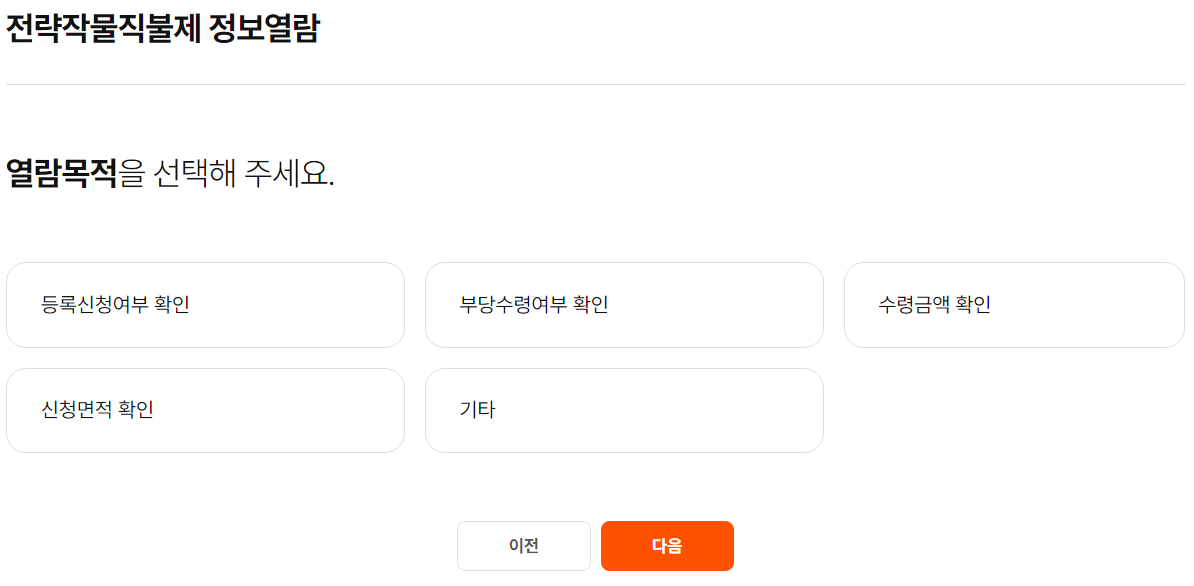 전략작물직불제 정보열람
열람목적을 선택해 주세요.
등록신청여부 확인
부당수령여부 확인
수령금액 확인
신청면적 확인
기타
이전
다음